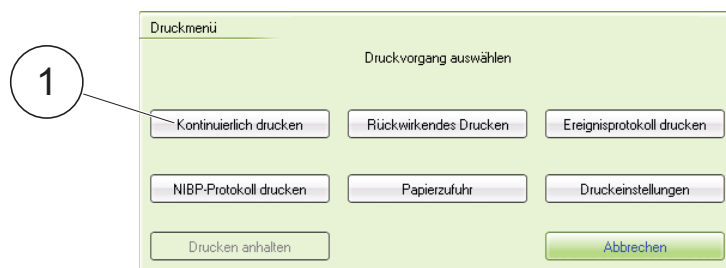 Druckmenü
Druckvorgang auswählen
1
Kontinuierlich drucken
Rückwirkendes Drucken
Ereignisprotokoll drucken
NIBP-Protokoll drucken
Papierzufuhr
Druckeinstellungen
Drucken anhalten
Abbrechen